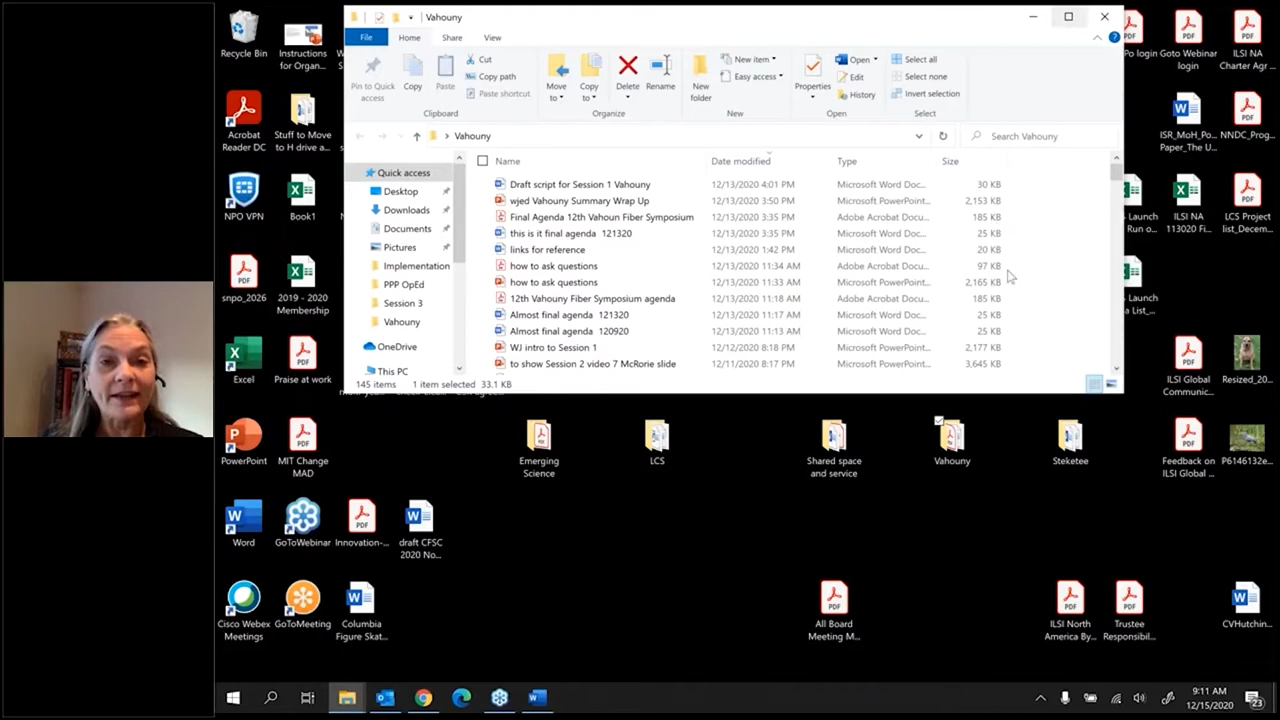 Vahouny
File Home Share View
Pin to Quick access
Copy
Paste
Cut
Copy path
Paste shortcut
Clipboard
Move to
Copy to
Delete
Rename
Organize
New folder
New item
Easy access
New
Properties
Open
Edit
History
Open
Select all
Select none
Invert selection
Select
Vahouny
Search Vahouny
Name Date modified Type Size
Draft script for Session 1 Vahouny 12/13/2020 4:01 PM Microsoft Word Doc... 30 KB
wjed Vahouny Summary Wrap Up 12/13/2020 3:50 PM Microsoft PowerPoint... 2,153 KB
Final Agenda 12th Vahoun Fiber Symposium 12/13/2020 3:35 PM Adobe Acrobat Docu... 185 KB
this is it final agenda 121320 12/13/2020 3:35 PM Microsoft Word Doc... 25 KB
links for reference 12/13/2020 1:42 PM Microsoft Word Doc... 20 KB
how to ask questions 12/13/2020 11:34 AM Adobe Acrobat Docu... 97 KB
how to ask questions 12/13/2020 11:33 AM Microsoft PowerPoint... 2,165 KB
12th Vahouny Fiber Symposium agenda 12/13/2020 11:18 AM Adobe Acrobat Docu... 185 KB
Almost final agenda 121320 12/13/2020 11:17 AM Microsoft Word Doc... 25 KB
Almost final agenda 120920 12/13/2020 11:13 AM Microsoft Word Doc... 25 KB
WJ intro to Session 1 12/12/2020 8:18 PM Microsoft PowerPoint... 2,177 KB
to show Session 2 video 7 McRorie slide 12/11/2020 8:17 PM Microsoft PowerPoint... 3,645 KB
Quick access
Desktop
Downloads
Documents
Pictures
Implementation
PPP OpEd
Session 3
Vahouny
OneDrive
This PC
145 items 1 item selected 33.1 KB
Recycle Bin
Instructions for Organ...
Acrobat Reader DC
Stuff to Move to H drive a...
NPO VPN
Book1
snpo_2026
2019 - 2020 Membership
Excel
Praise at work
PowerPoint
MIT Change MAD
Word
GoToWebinar
Innovation-...
draft CFSC 2020 No...
Cisco Webex Meetings
GoToMeeting
Columbia Figure Skat...
Emerging Science
LCS
Shared space and service
Vahouny
Steketee
All Board Meeting M...
ILSI North America By...
Trustee Responsibil...
CVHutchin...
Po login
Goto Webinar login
ILSI NA Charter Agr ...
ISR_MoH_Po... Paper_The U...
NNDC_Prog...
Launch Run o...
ILSI NA 113020 Fi...
LCS Project list_Decem...
Launch a List_...
ILSI Global Communic...
Resized_20...
Feedback on ILSI Global ...
P6146132e...
9:11 AM
12/15/2020
23